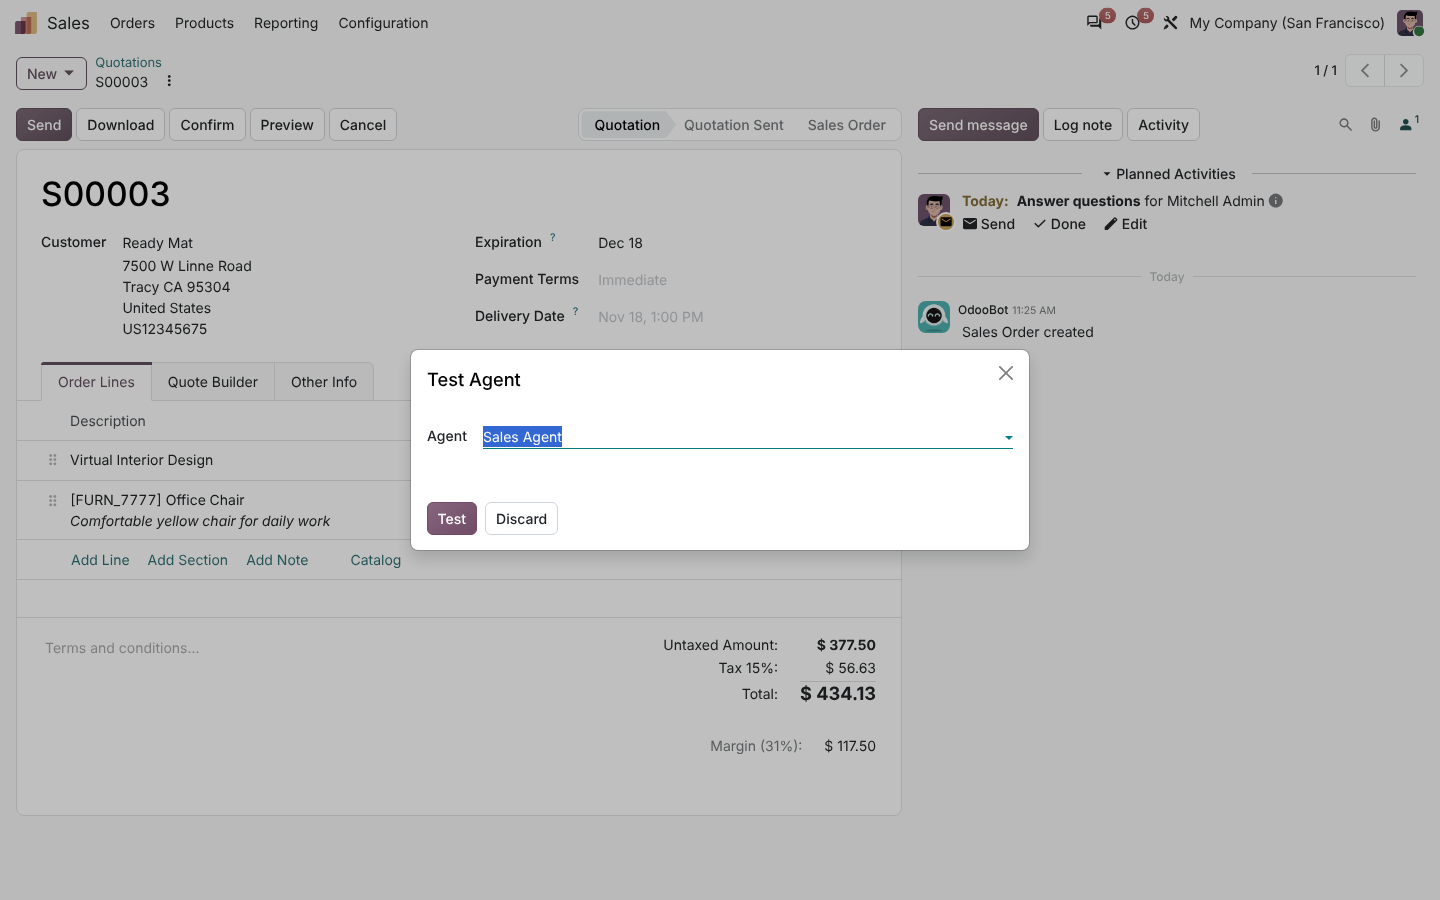 Sales Orders Products Reporting Configuration 5 5 My Company (San Francisco)
New Quotations
S00003
1 / 1
Send Download Confirm Preview Cancel Quotation Quotation Sent Sales Order Send message Log note Activity 1
S00003
Customer Ready Mat
7500 W Linne Road
Tracy CA 95304
United States
US12345675
Expiration ? Dec 18
Payment Terms Immediate
Delivery Date ? Nov 18, 1:00 PM
Planned Activities
Today: Answer questions for Mitchell Admin
Send Done Edit
Today
OdooBot 11:25 AM
Sales Order created
Order Lines Quote Builder Other Info
Description
Virtual Interior Design
[FURN_7777] Office Chair
Comfortable yellow chair for daily work
Add Line Add Section Add Note Catalog
Test Agent
Agent Sales Agent
Test Discard
Terms and conditions...
Untaxed Amount: $ 377.50
Tax 15%: $ 56.63
Total: $ 434.13
Margin (31%): $ 117.50